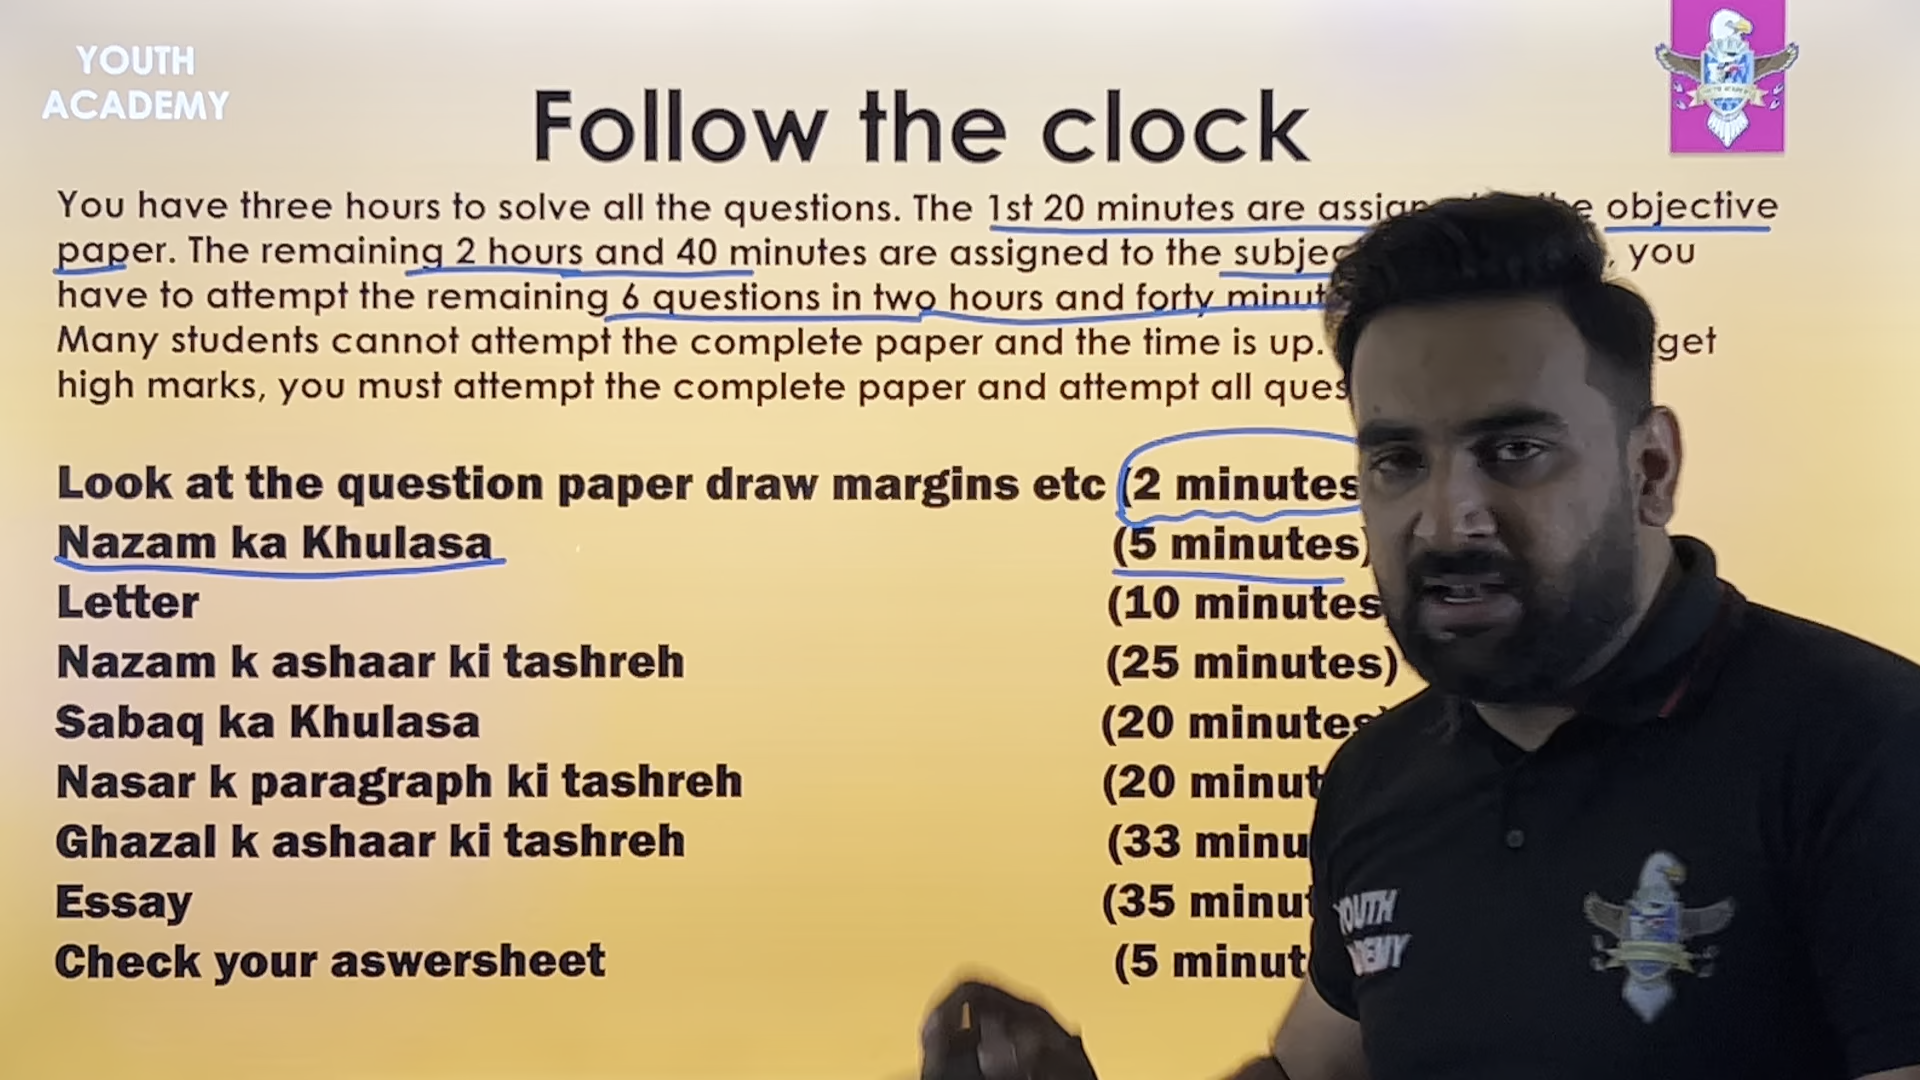 YOUTH
ACADEMY
Follow the clock
You have three hours to solve all the questions. The 1st 20 minutes are objective
paper. The remaining 2 hours and 40 minutes are assigned to the you
have to attempt the remaining 6 questions in two hours and forty
Many students cannot attempt the complete paper and the time is up. get
high marks, you must attempt the complete paper and attempt all
Look at the question paper draw margins etc (2 minutes
Nazam ka Khulasa (5 minutes)
Letter (10 minutes
Nazam k ashaar ki tashreh (25 minutes)
Sabaq ka Khulasa (20 minutes
Nasar k paragraph ki tashreh (20
Ghazal k ashaar ki tashreh (33
Essay (35
Check your aswersheet (5